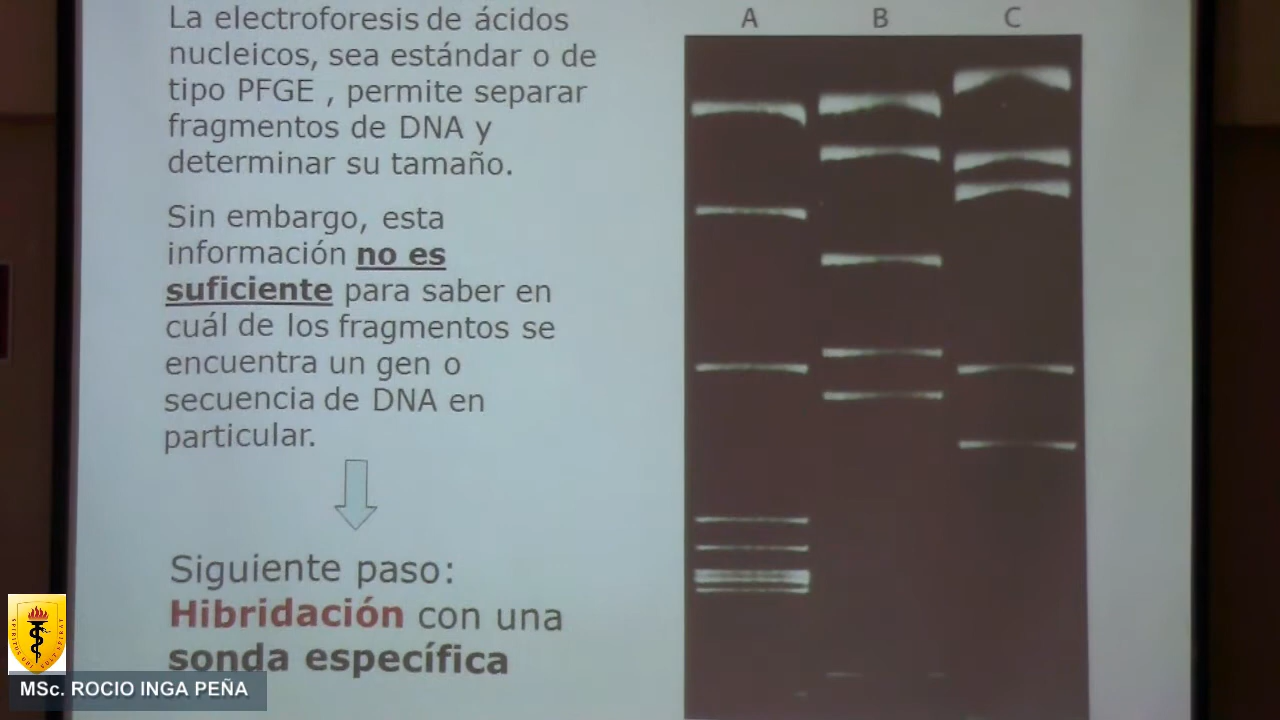 La electroforesis de ácidos
nucleicos, sea estándar o de
tipo PFGE , permite separar
fragmentos de DNA y
determinar su tamaño.
Sin embargo, esta
información no es
suficiente para saber en
cuál de los fragmentos se
encuentra un gen o
secuencia de DNA en
particular.
Siguiente paso:
Hibridación con una
sonda específica
A B C
MSc. ROCIO INGA PEÑA